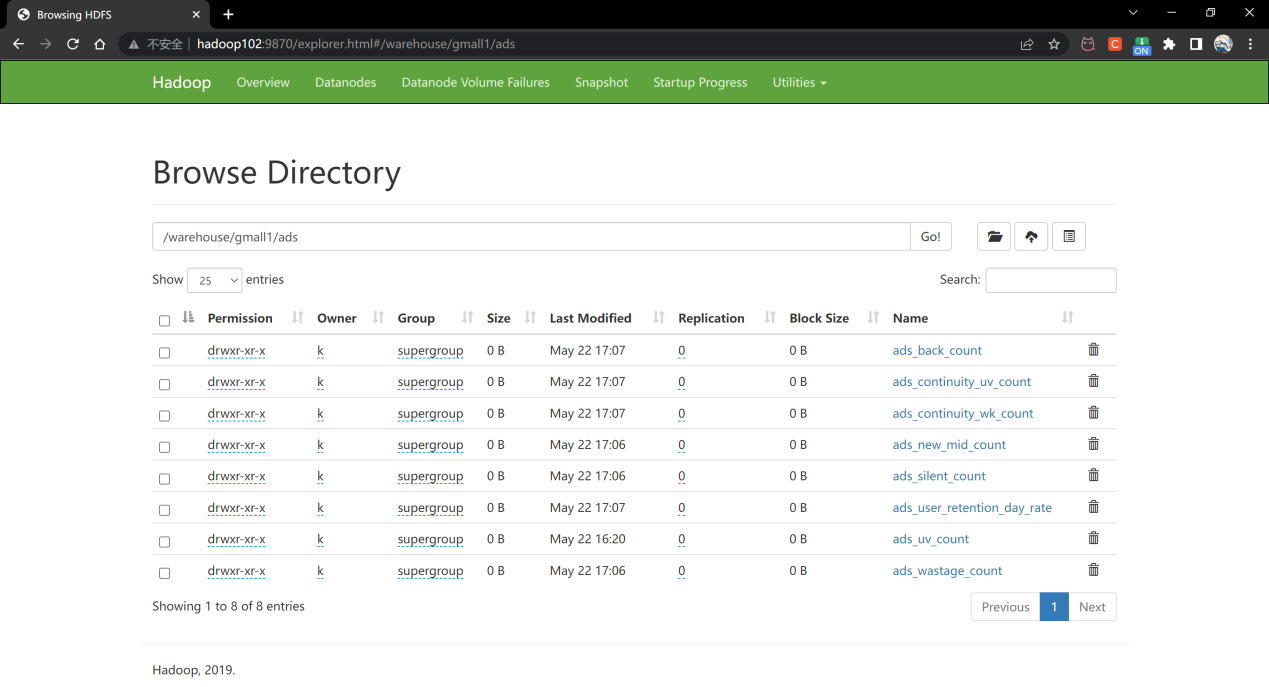 Browsing HDFS
不安全 hadoop102:9870/explorer.html#/warehouse/gmall1/ads
C
ON
Hadoop Overview Datanodes Datanode Volume Failures Snapshot Startup Progress Utilities
Browse Directory
/warehouse/gmall1/ads Go!
Show 25 entries Search:
Permission Owner Group Size Last Modified Replication Block Size Name
drwxr-xr-x k supergroup 0 B May 22 17:07 0 0 B ads_back_count
drwxr-xr-x k supergroup 0 B May 22 17:07 0 0 B ads_continuity_uv_count
drwxr-xr-x k supergroup 0 B May 22 17:07 0 0 B ads_continuity_wk_count
drwxr-xr-x k supergroup 0 B May 22 17:06 0 0 B ads_new_mid_count
drwxr-xr-x k supergroup 0 B May 22 17:06 0 0 B ads_silent_count
drwxr-xr-x k supergroup 0 B May 22 17:07 0 0 B ads_user_retention_day_rate
drwxr-xr-x k supergroup 0 B May 22 16:20 0 0 B ads_uv_count
drwxr-xr-x k supergroup 0 B May 22 17:06 0 0 B ads_wastage_count
Showing 1 to 8 of 8 entries Previous 1 Next
Hadoop, 2019.